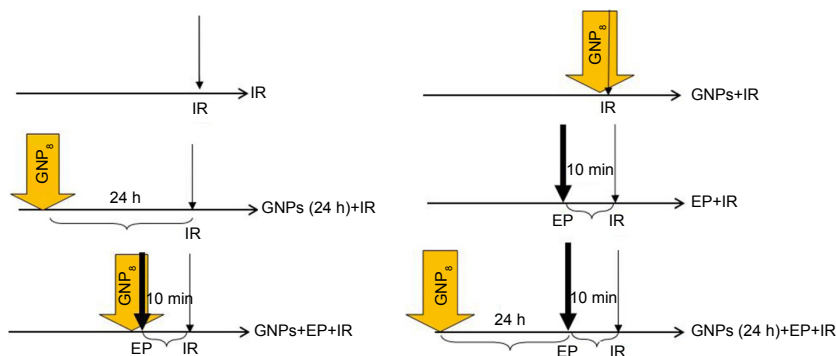 IR
IR
GNP8
IR
GNPs+IR
GNP8
24 h
IR
GNPs (24 h)+IR
10 min
EP
IR
EP+IR
GNP8
10 min
EP
IR
GNPs+EP+IR
GNP8
24 h
10 min
EP
IR
GNPs (24 h)+EP+IR